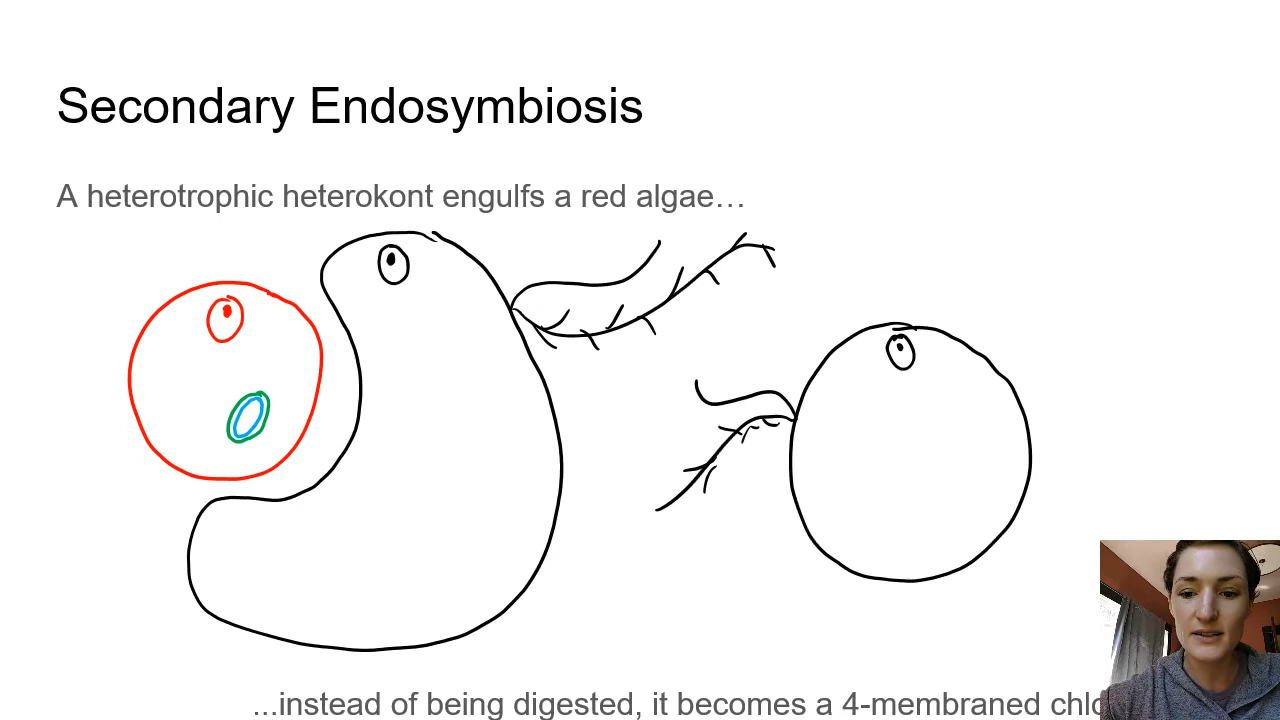 Secondary Endosymbiosis
A heterotrophic heterokont engulfs a red algae…
...instead of being digested, it becomes a 4-membraned